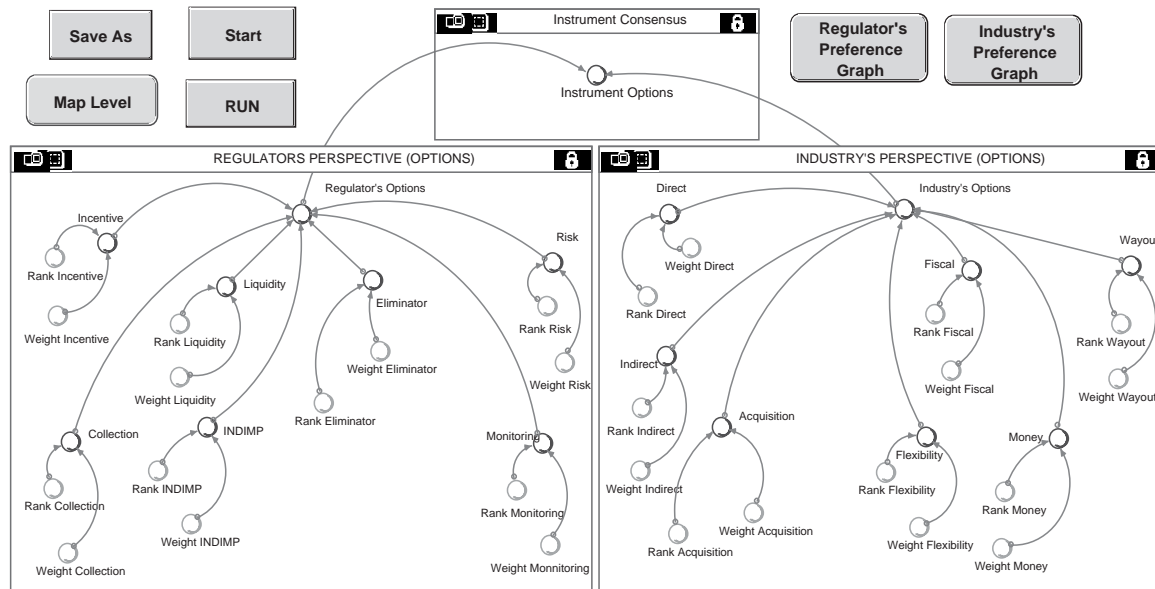 Save As
Start
Map Level
RUN
Instrument Consensus
Instrument Options
Regulator's
Preference
Graph
Industry's
Preference
Graph
REGULATORS PERSPECTIVE (OPTIONS)
Regulator's Options
Incentive
Rank Incentive
Weight Incentive
Liquidity
Rank Liquidity
Weight Liquidity
Eliminator
Weight Eliminator
Rank Eliminator
Risk
Rank Risk
Weight Risk
Collection
Rank Collection
Weight Collection
INDIMP
Rank INDIMP
Weight INDIMP
Monitoring
Rank Monitoring
Weight Monnitoring
INDUSTRY'S PERSPECTIVE (OPTIONS)
Industry's Options
Direct
Weight Direct
Rank Direct
Indirect
Rank Indirect
Weight Indirect
Acquisition
Weight Acquisition
Rank Acquisition
Fiscal
Rank Fiscal
Weight Fiscal
Flexibility
Rank Flexibility
Weight Flexibility
Money
Rank Money
Weight Money
Wayout
Rank Wayout
Weight Wayout